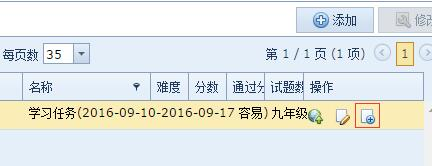 添加
每页数 35 第 1 / 1 页 (1 项) 1
名称 难度 分数 通过分 试题数 操作
学习任务(2016-09-10-2016-09-17 容易) 九年级